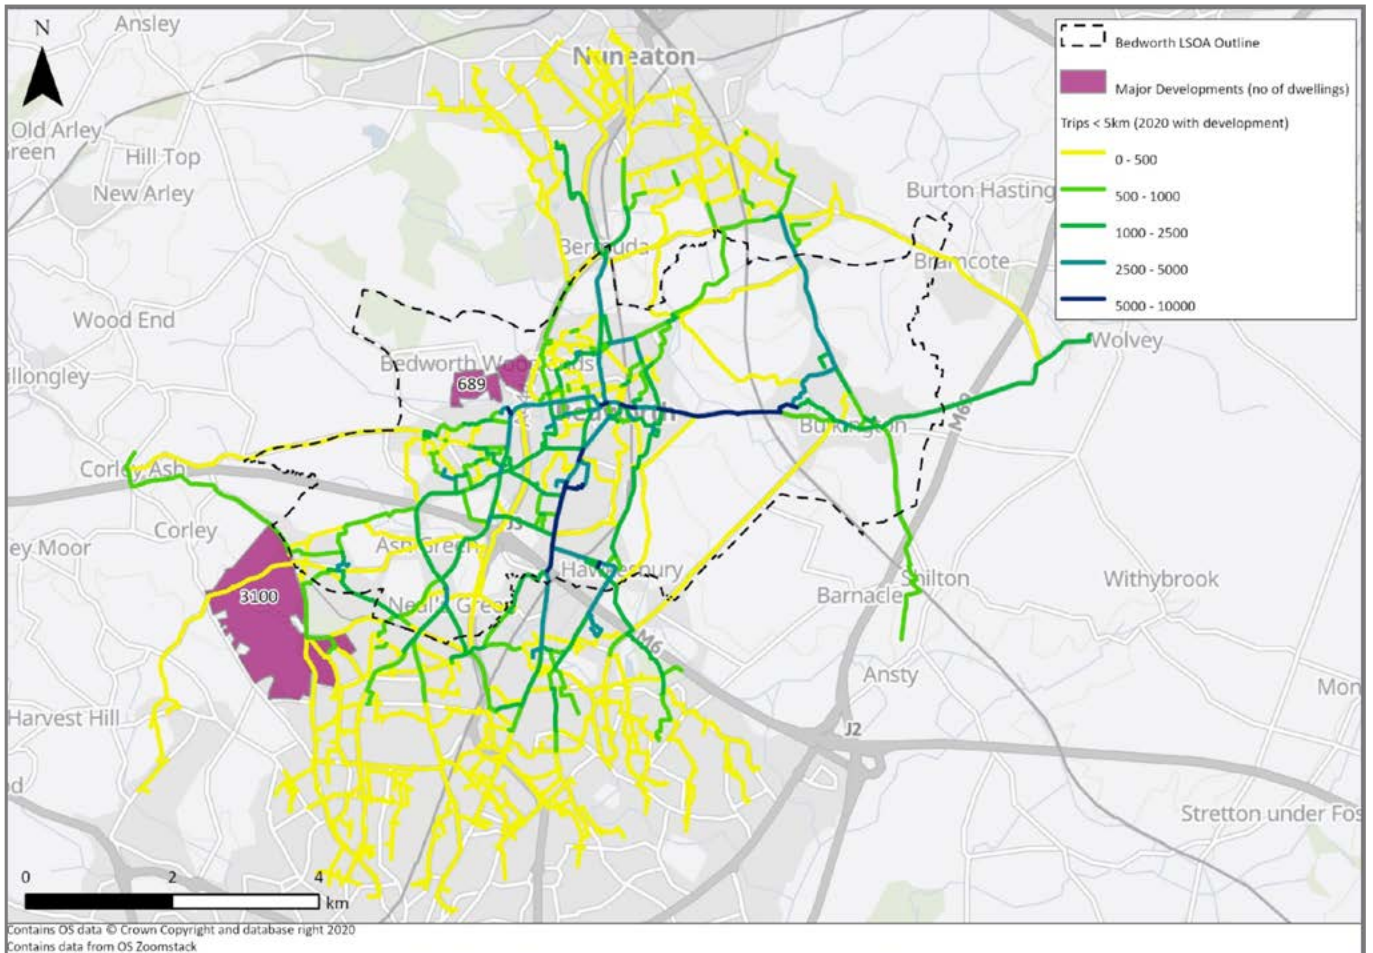 N
Ansley
Nuneaton
Old Arley
reen
Hill Top
New Arley
Burton Hasting
Bermuda
Bramcote
Wood End
Wolvey
illongley
Bedworth Woodlands
689
Bedworth
Bulkington
M69
Corley Ash
Corley
ey Moor
J3
Ash Green
Hawkesbury
Shilton
Withybrook
Barnacle
3100
Neal's Green
M6
Ansty
Mon
Harvest Hill
J2
d
Stretton under Fos
0 2 4
km
Bedworth LSOA Outline
Major Developments (no of dwellings)
Trips < 5km (2020 with development)
0 - 500
500 - 1000
1000 - 2500
2500 - 5000
5000 - 10000
Contains OS data © Crown Copyright and database right 2020
Contains data from OS Zoomstack